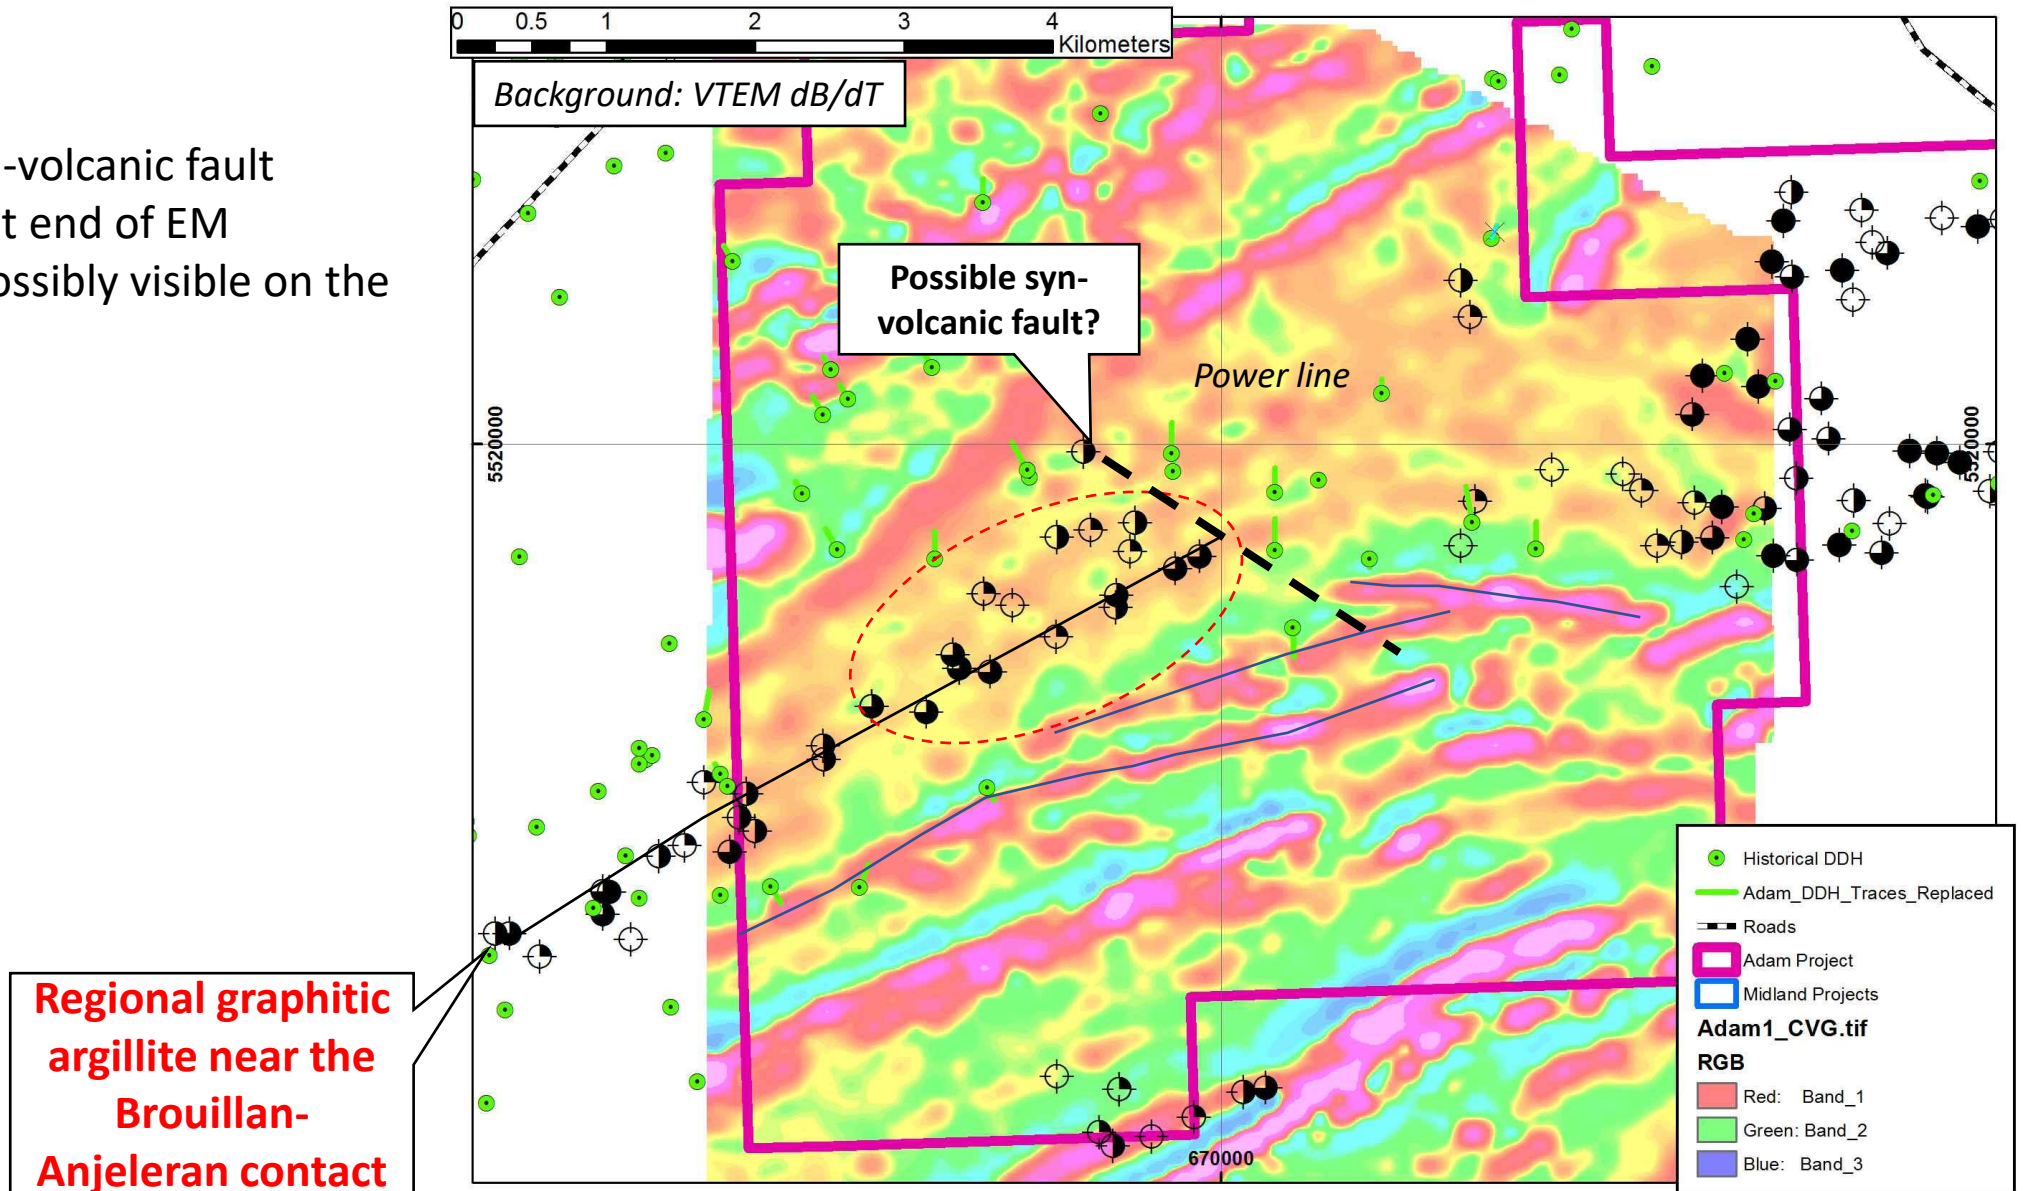 0 0.5 1 2 3 4
Kilometers
Background: VTEM dB/dT
-volcanic fault
t end of EM
ossibly visible on the
Possible syn-
volcanic fault?
Power line
5520000
5520000
Historical DDH
Adam_DDH_Traces_Replaced
Roads
Adam Project
Midland Projects
Adam1_CVG.tif
RGB
Red: Band_1
Green: Band_2
Blue: Band_3
Regional graphitic
argillite near the
Brouillan-
Anjeleran contact
670000